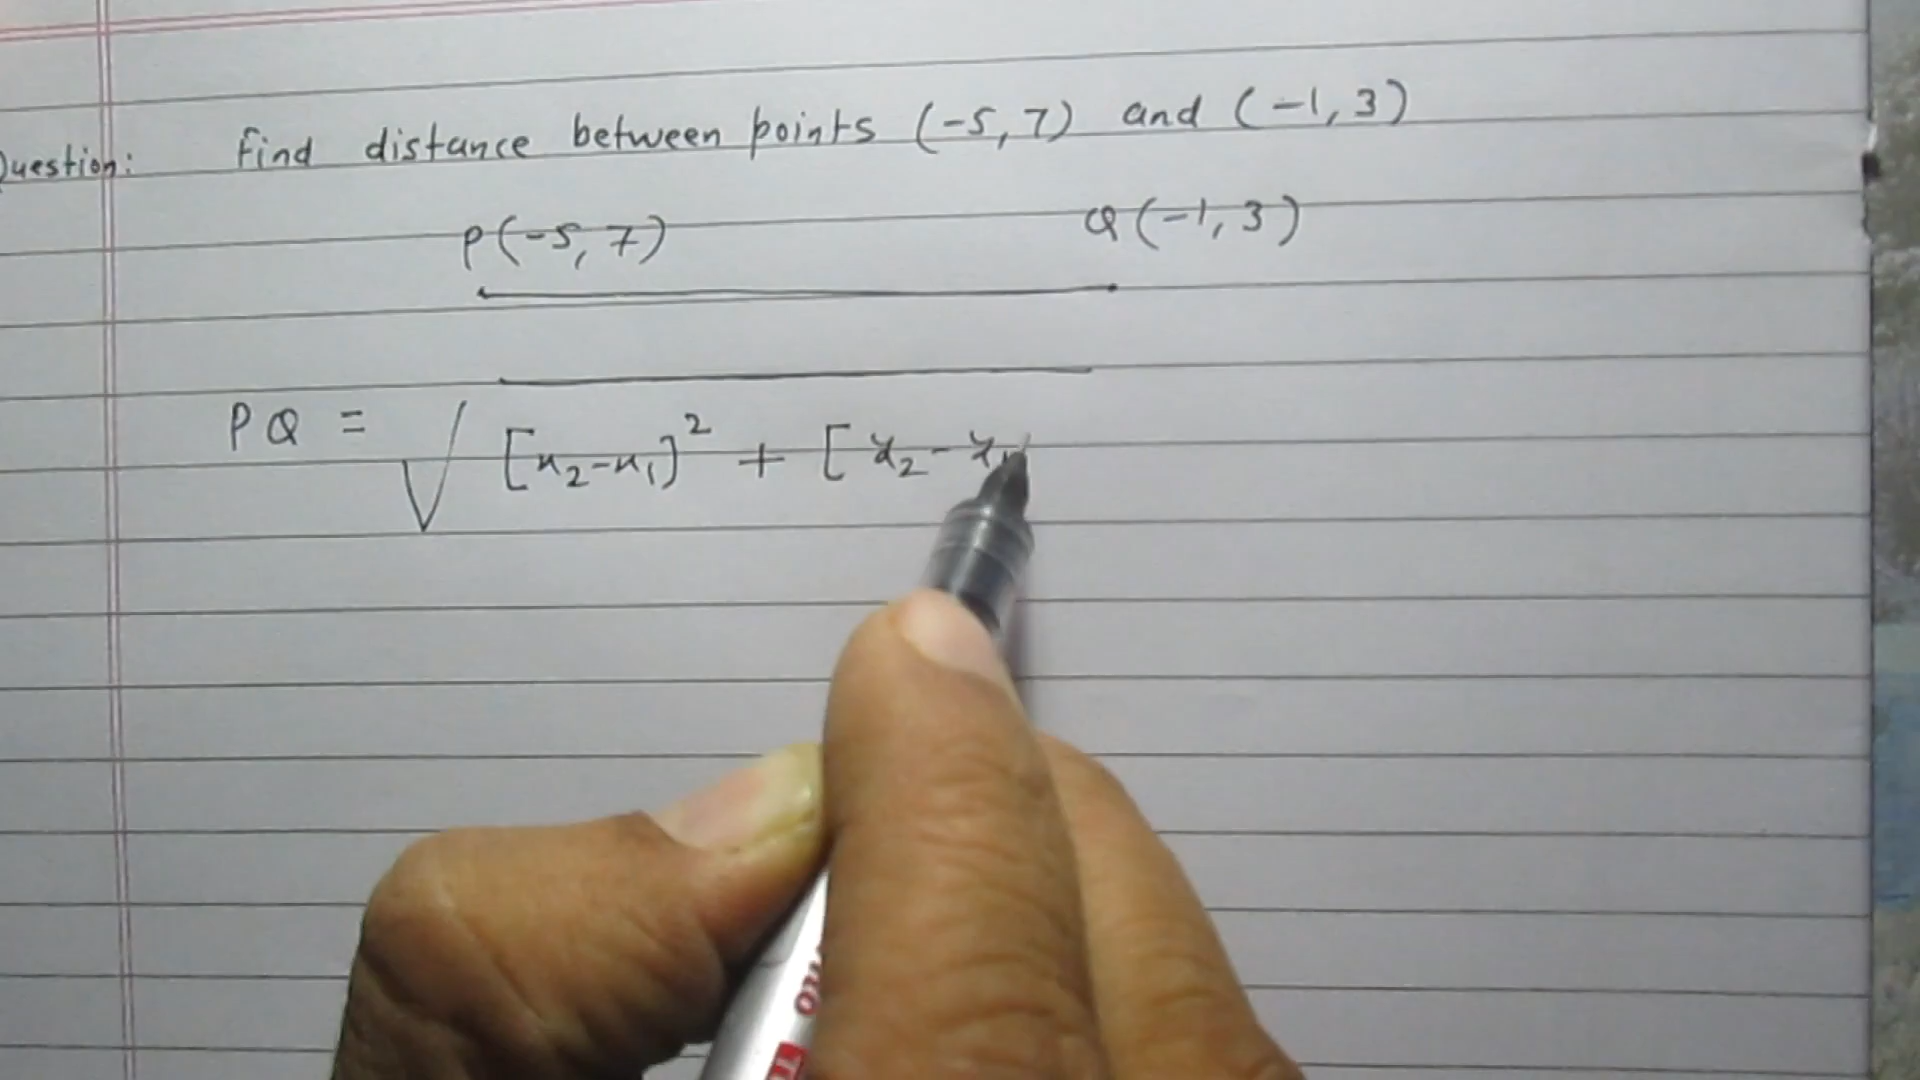 Question: find distance between points (-5, 7) and (-1, 3)
P(-5, 7) Q(-1, 3)
PQ = √[x₂-x₁]² + [y₂-y₁